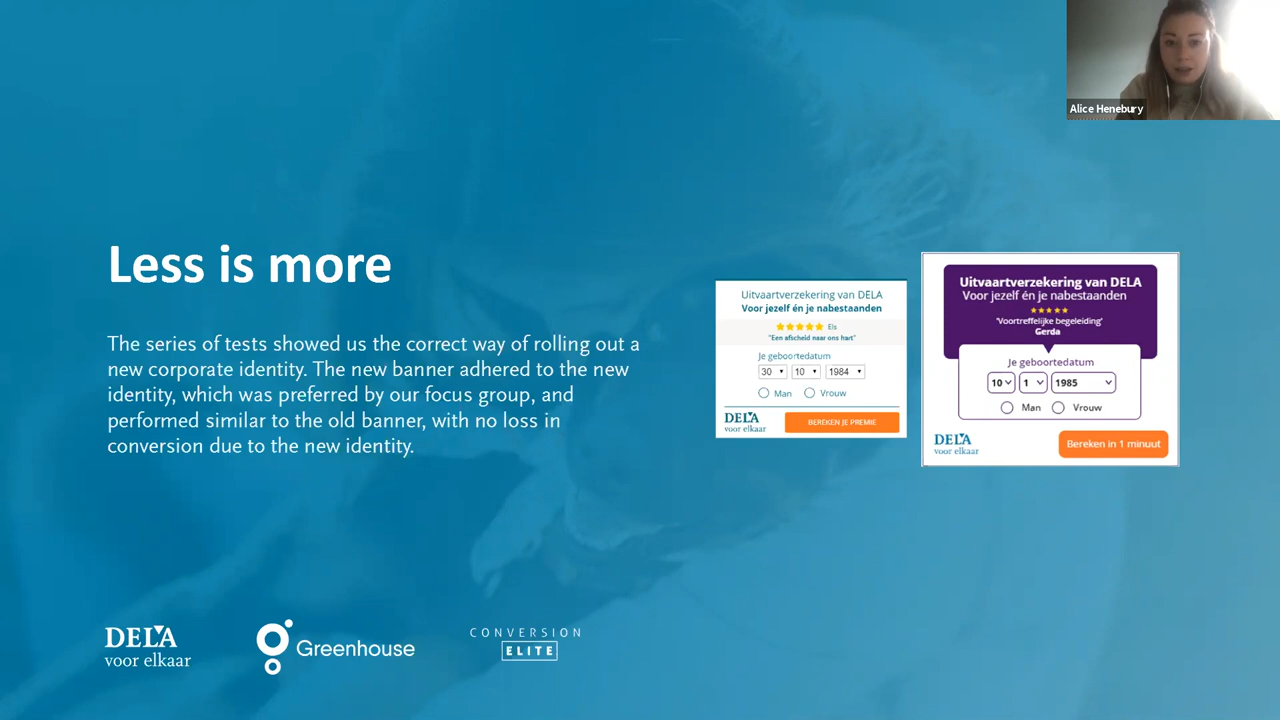 Alice Henebury
Less is more
The series of tests showed us the correct way of rolling out a
new corporate identity. The new banner adhered to the new
identity, which was preferred by our focus group, and
performed similar to the old banner, with no loss in
conversion due to the new identity.
Uitvaartverzekering van DELA
Voor jezelf én je nabestaanden
Els
"Een afscheid naar ons hart"
Je geboortedatum
30 10 1984
Man Vrouw
DELA
voor elkaar
BEREKEN JE PREMIE
Uitvaartverzekering van DELA
Voor jezelf én je nabestaanden
'Voortreffelijke begeleiding'
Gerda
Je geboortedatum
10 1 1985
Man Vrouw
DELA
voor elkaar
Bereken in 1 minuut
DELA
voor elkaar
Greenhouse
CONVERSION
ELITE